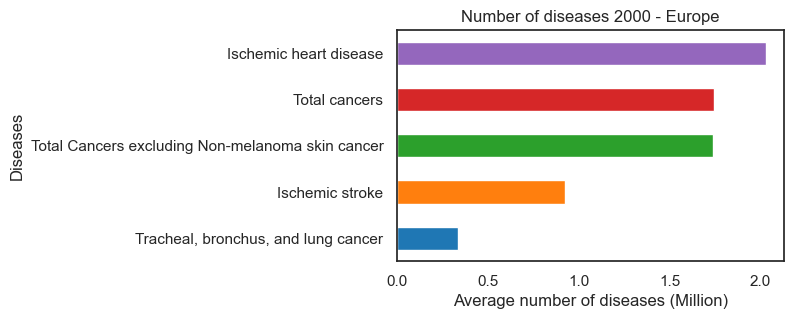 Number of diseases 2000 - Europe
Diseases
Ischemic heart disease
Total cancers
Total Cancers excluding Non-melanoma skin cancer
Ischemic stroke
Tracheal, bronchus, and lung cancer
0.0 0.5 1.0 1.5 2.0
Average number of diseases (Million)